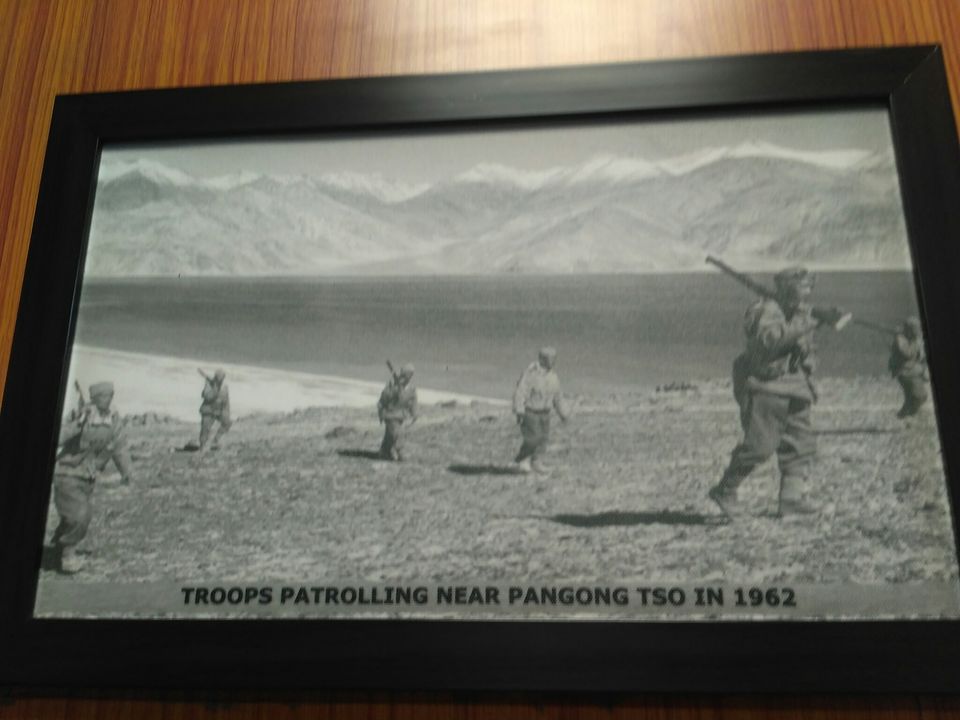 TROOPS PATROLLING NEAR PANGONG TSO IN 1962